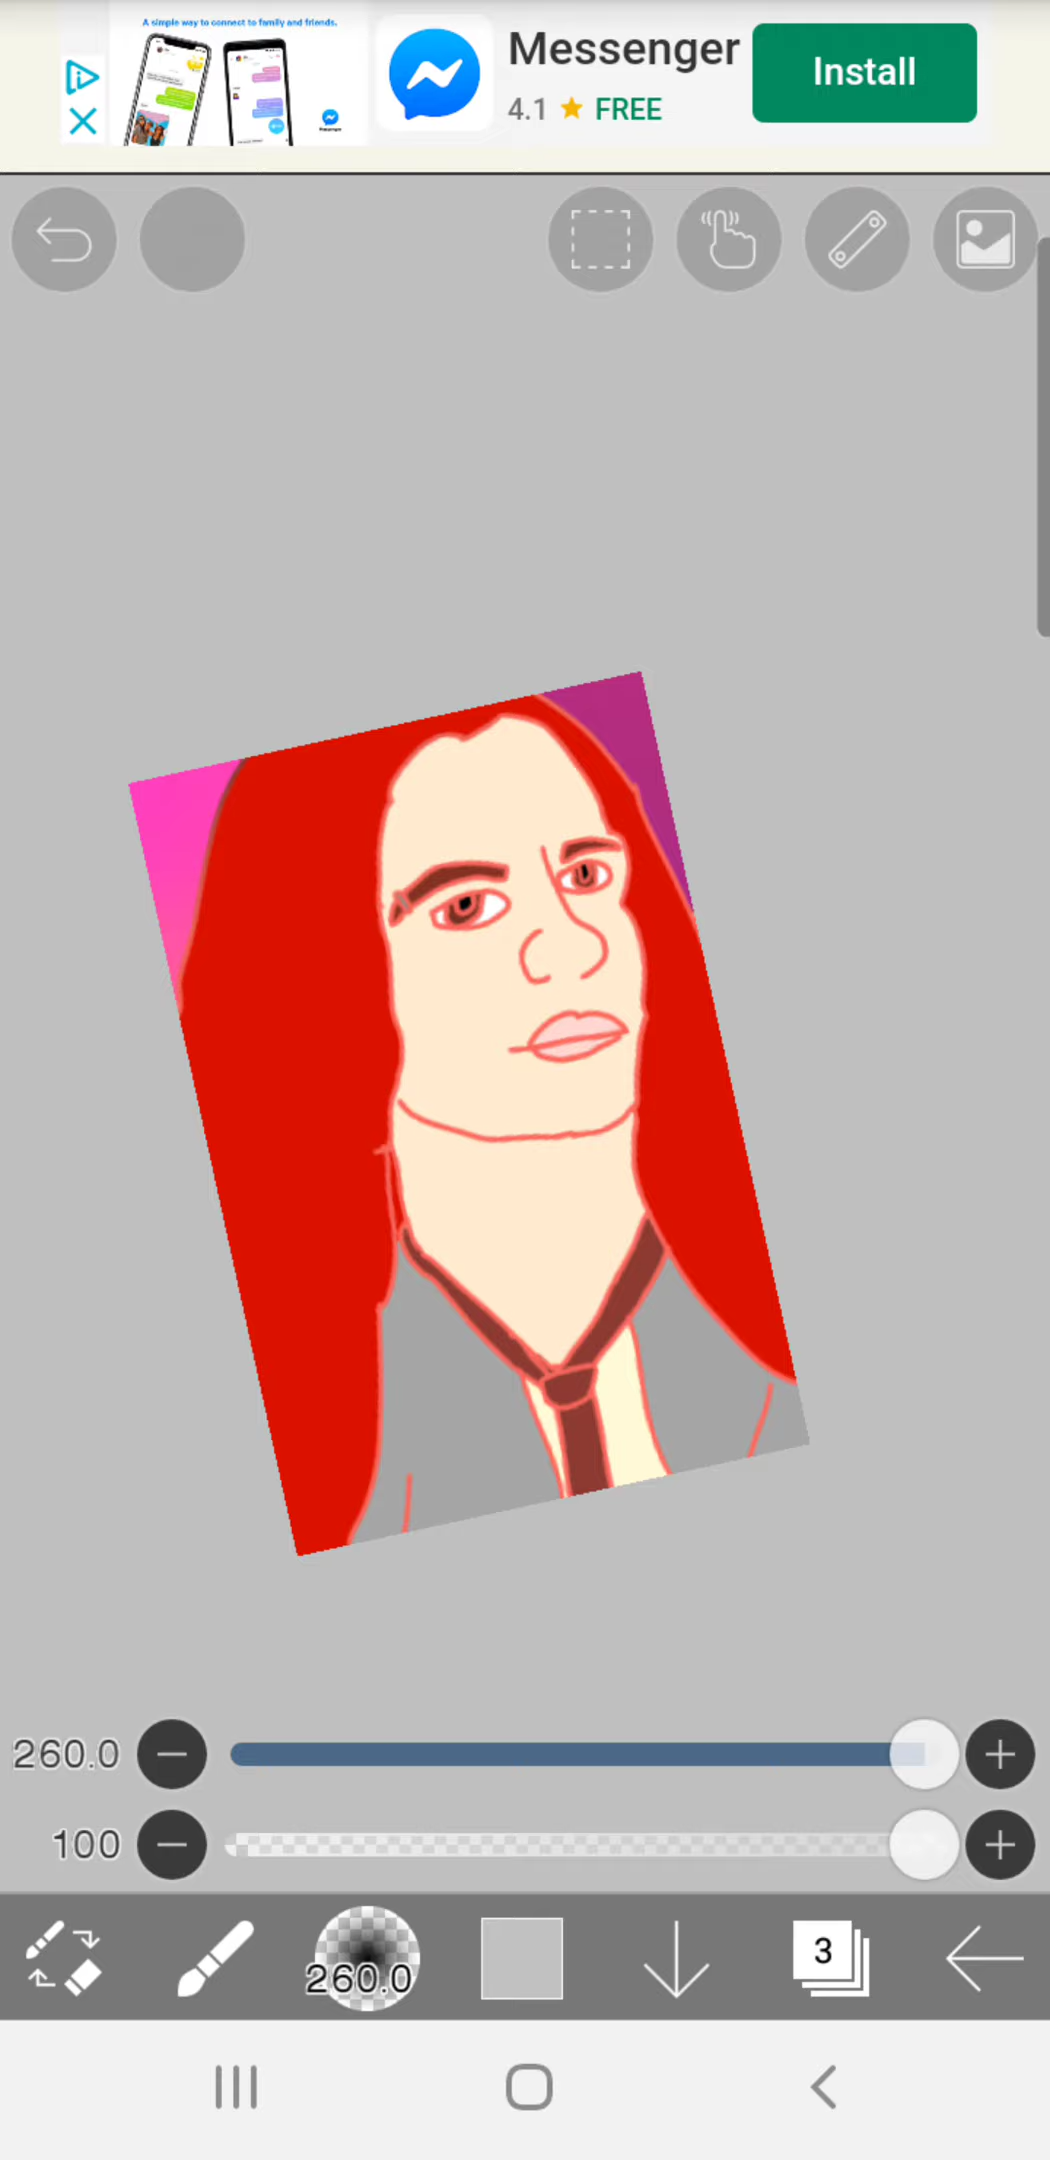 A simple way to connect to family and friends.
Messenger
4.1 ★ FREE
Install
260.0
100
260.0
3